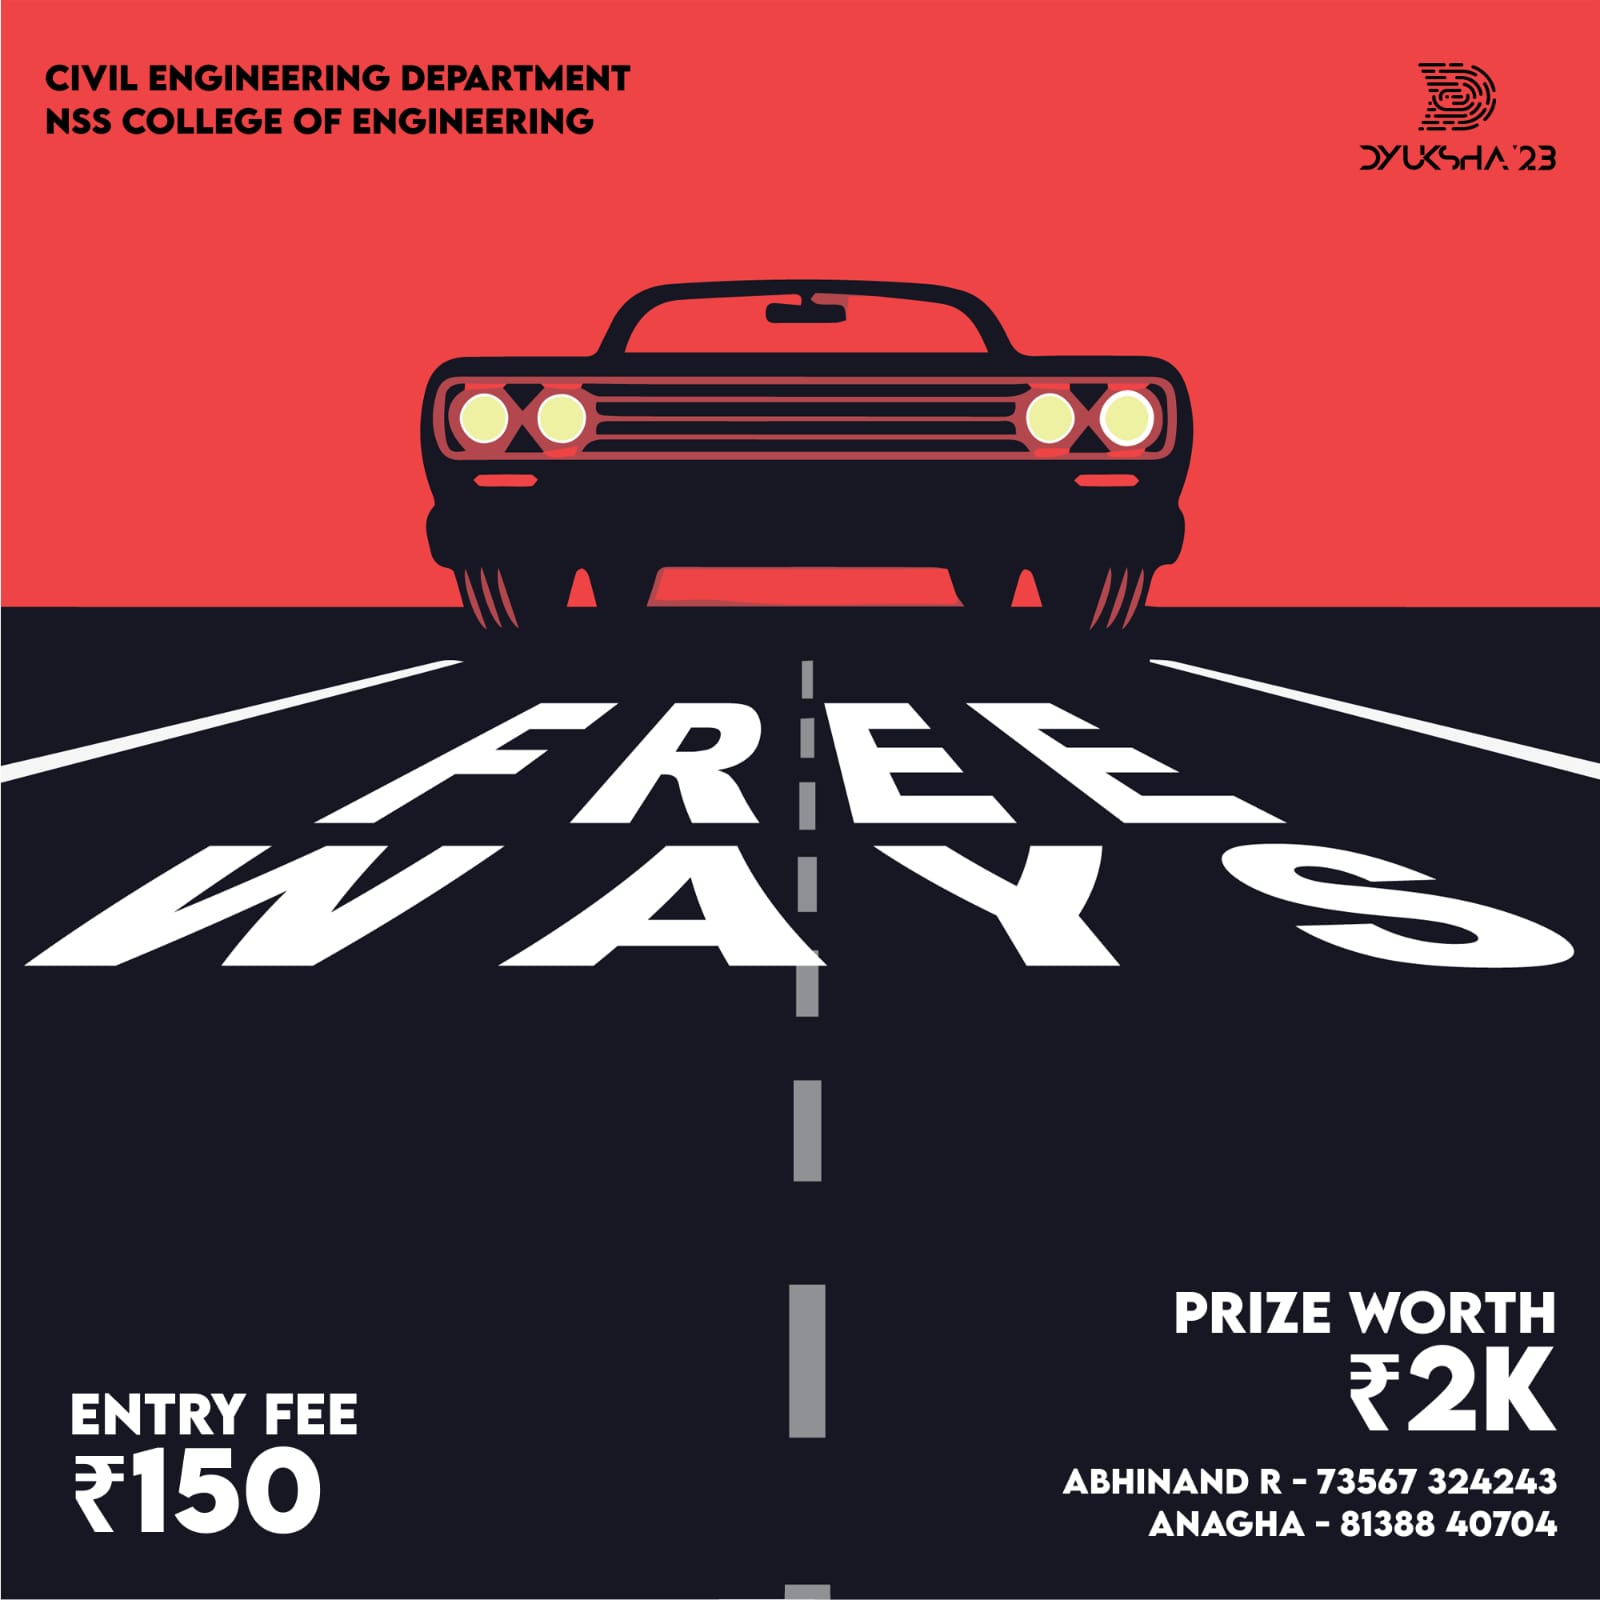 CIVIL ENGINEERING DEPARTMENT
NSS COLLEGE OF ENGINEERING
DYUKSHA '23
FREE
WAYS
PRIZE WORTH
₹2K
ENTRY FEE
₹150
ABHINAND R - 73567 324243
ANAGHA - 81388 40704